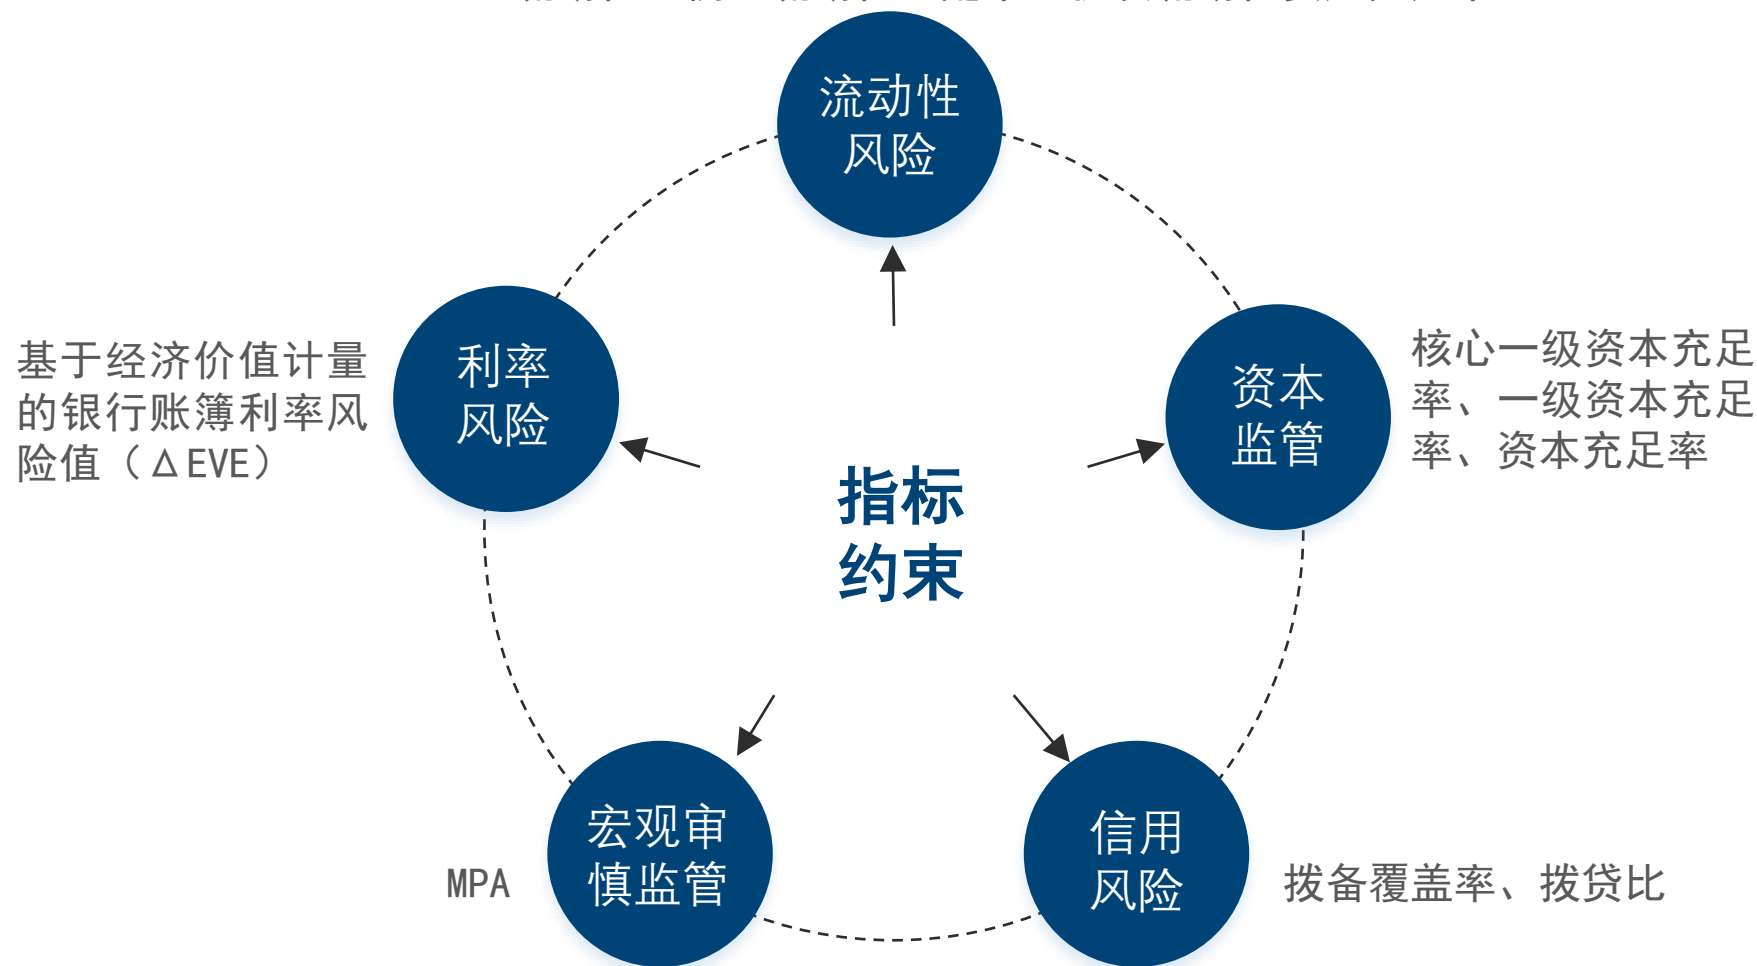 流动性
风险
利率
风险
基于经济价值计量
的银行账簿利率风
险值（ΔEVE）
资本
监管
核心一级资本充足
率、一级资本充足
率、资本充足率
指标
约束
宏观审
慎监管
MPA
信用
风险
拨备覆盖率、拨贷比